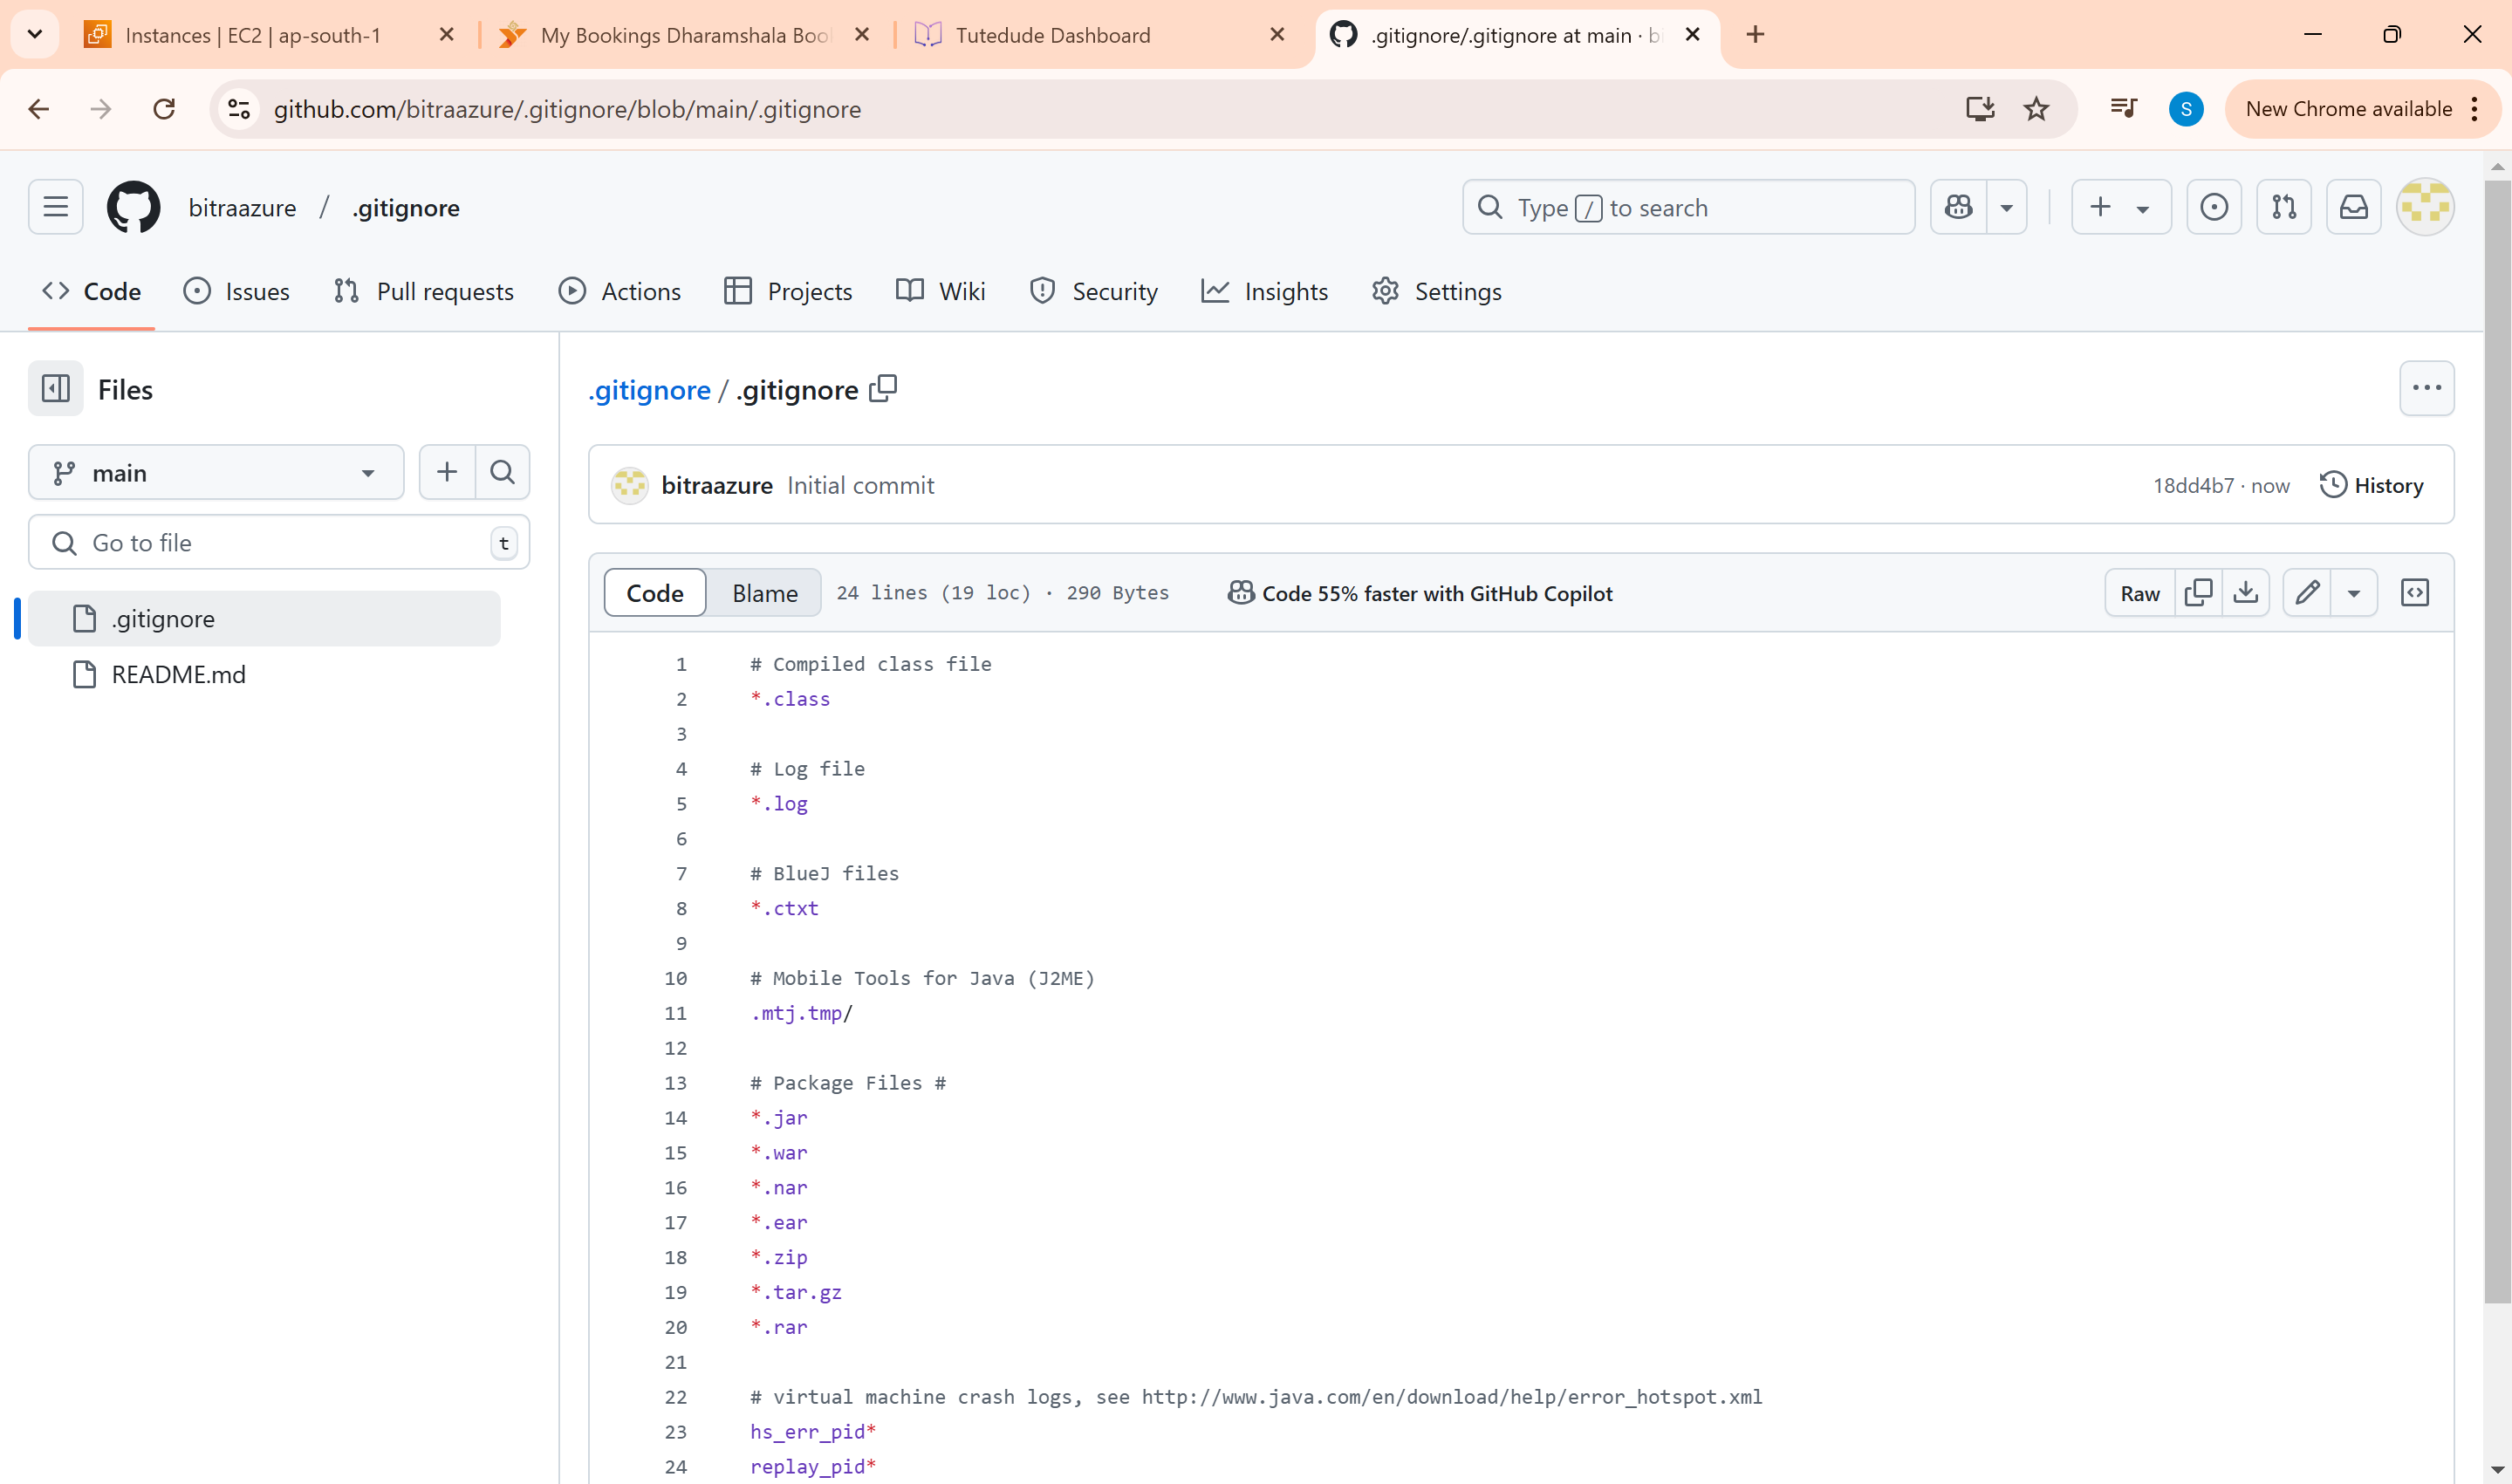 Instances | EC2 | ap-south-1
My Bookings Dharamshala Boo
Tutedude Dashboard
.gitignore/.gitignore at main · b
github.com/bitraazure/.gitignore/blob/main/.gitignore
S
New Chrome available
bitraazure / .gitignore
Type / to search
Code
Issues
Pull requests
Actions
Projects
Wiki
Security
Insights
Settings
Files
main
Go to file
t
.gitignore
README.md
.gitignore / .gitignore
bitraazure Initial commit
18dd4b7 · now
History
Code
Blame
24 lines (19 loc) · 290 Bytes
Code 55% faster with GitHub Copilot
Raw
1 # Compiled class file
2 *.class
3
4 # Log file
5 *.log
6
7 # BlueJ files
8 *.ctxt
9
10 # Mobile Tools for Java (J2ME)
11 .mtj.tmp/
12
13 # Package Files #
14 *.jar
15 *.war
16 *.nar
17 *.ear
18 *.zip
19 *.tar.gz
20 *.rar
21
22 # virtual machine crash logs, see http://www.java.com/en/download/help/error_hotspot.xml
23 hs_err_pid*
24 replay_pid*